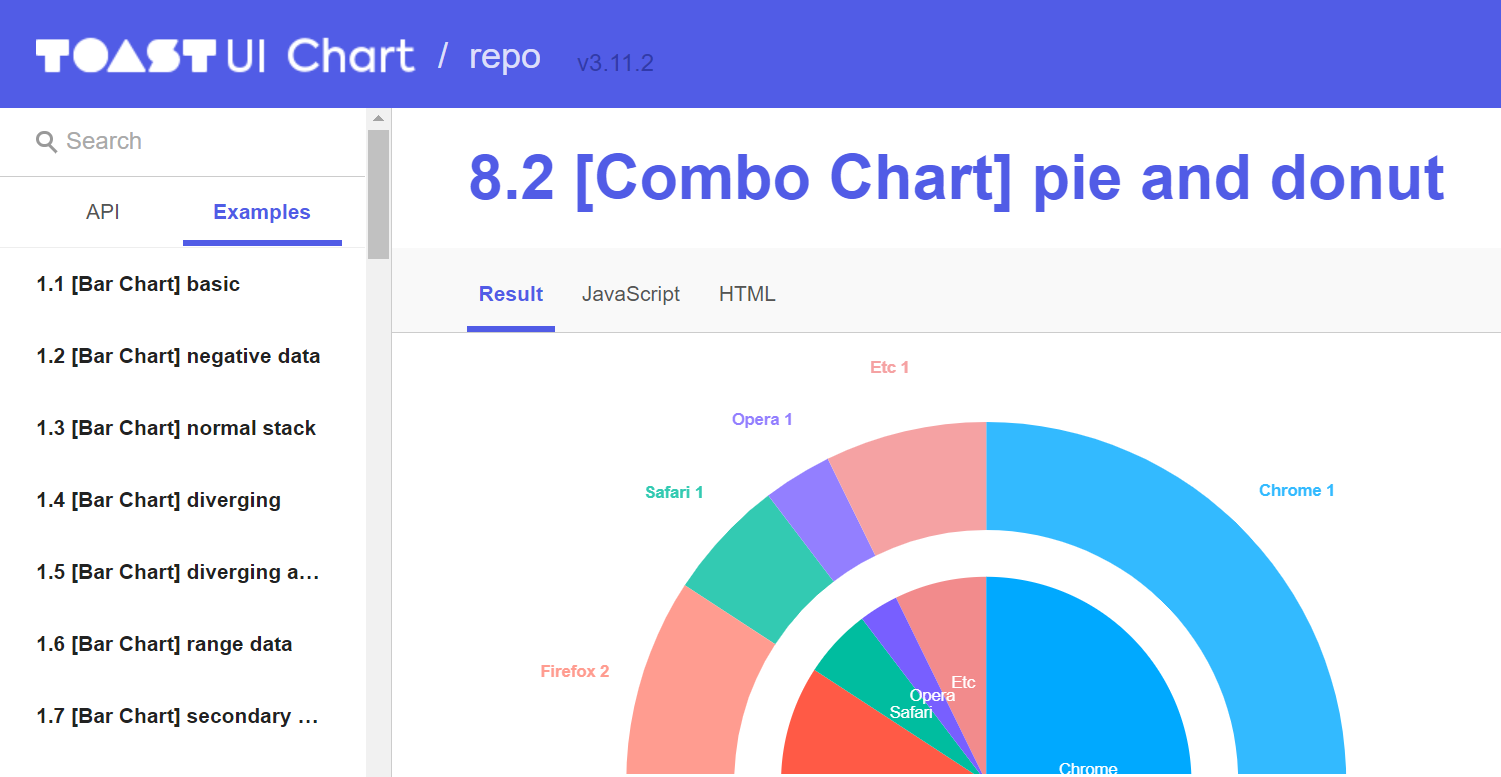 TOAST UI Chart / repo v3.11.2
Search
API Examples
1.1 [Bar Chart] basic
1.2 [Bar Chart] negative data
1.3 [Bar Chart] normal stack
1.4 [Bar Chart] diverging
1.5 [Bar Chart] diverging a...
1.6 [Bar Chart] range data
1.7 [Bar Chart] secondary ...
8.2 [Combo Chart] pie and donut
Result JavaScript HTML
Etc 1
Opera 1
Safari 1
Chrome 1
Firefox 2
Etc
Opera
Safari
Chrome